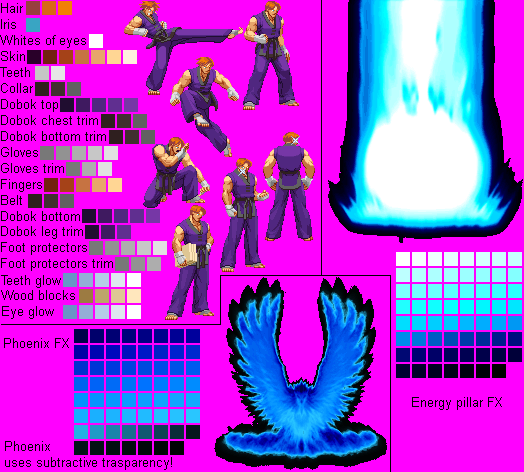 Hair
Iris
Whites of eyes
Skin
Teeth
Collar
Dobok top
Dobok chest trim
Dobok bottom trim
Gloves
Gloves trim
Fingers
Belt
Dobok bottom
Dobok leg trim
Foot protectors
Foot protectors trim
Teeth glow
Wood blocks
Eye glow
Phoenix FX
Phoenix
uses subtractive trasparency!
Energy pillar FX